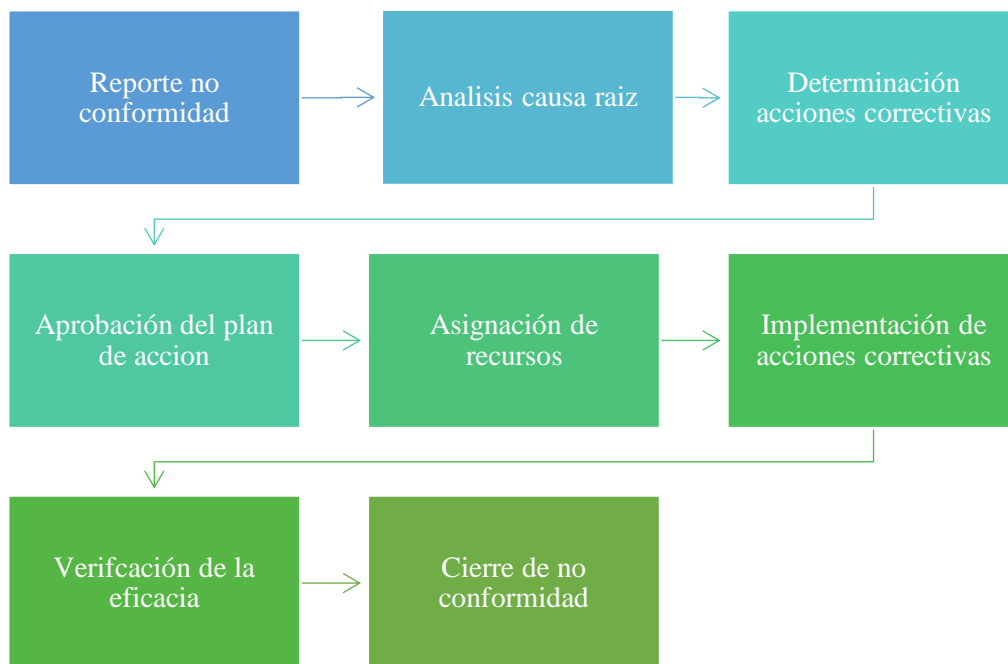 Reporte no
conformidad
Analisis causa raiz
Determinación
acciones correctivas
Aprobación del plan
de accion
Asignación de
recursos
Implementación de
acciones correctivas
Verifcación de la
eficacia
Cierre de no
conformidad